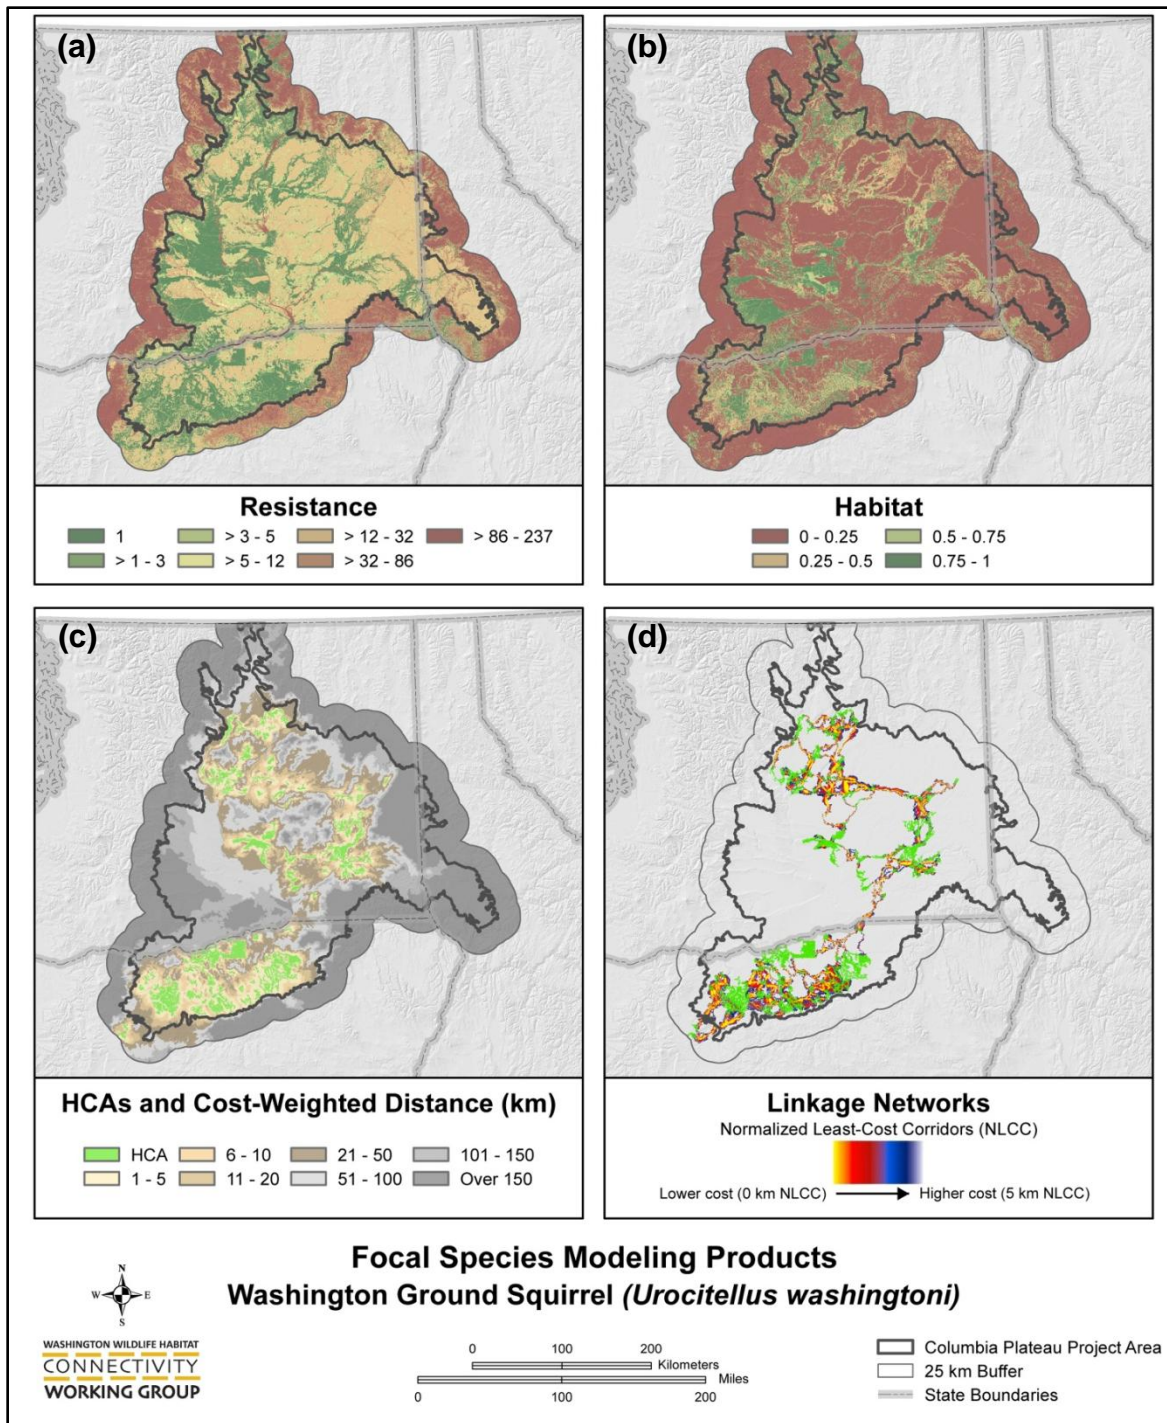 (a)
(b)
Resistance
1
> 3 - 5
> 12 - 32
> 86 - 237
> 1 - 3
> 5 - 12
> 32 - 86
Habitat
0 - 0.25
0.5 - 0.75
0.25 - 0.5
0.75 - 1
(c)
(d)
HCAs and Cost-Weighted Distance (km)
HCA
6 - 10
21 - 50
101 - 150
1 - 5
11 - 20
51 - 100
Over 150
Linkage Networks
Normalized Least-Cost Corridors (NLCC)
Lower cost (0 km NLCC)
Higher cost (5 km NLCC)
Focal Species Modeling Products
Washington Ground Squirrel (Urocitellus washingtoni)
N
W
E
S
WASHINGTON WILDLIFE HABITAT
CONNECTIVITY
WORKING GROUP
0 100 200
Kilometers
Miles
0 100 200
Columbia Plateau Project Area
25 km Buffer
State Boundaries